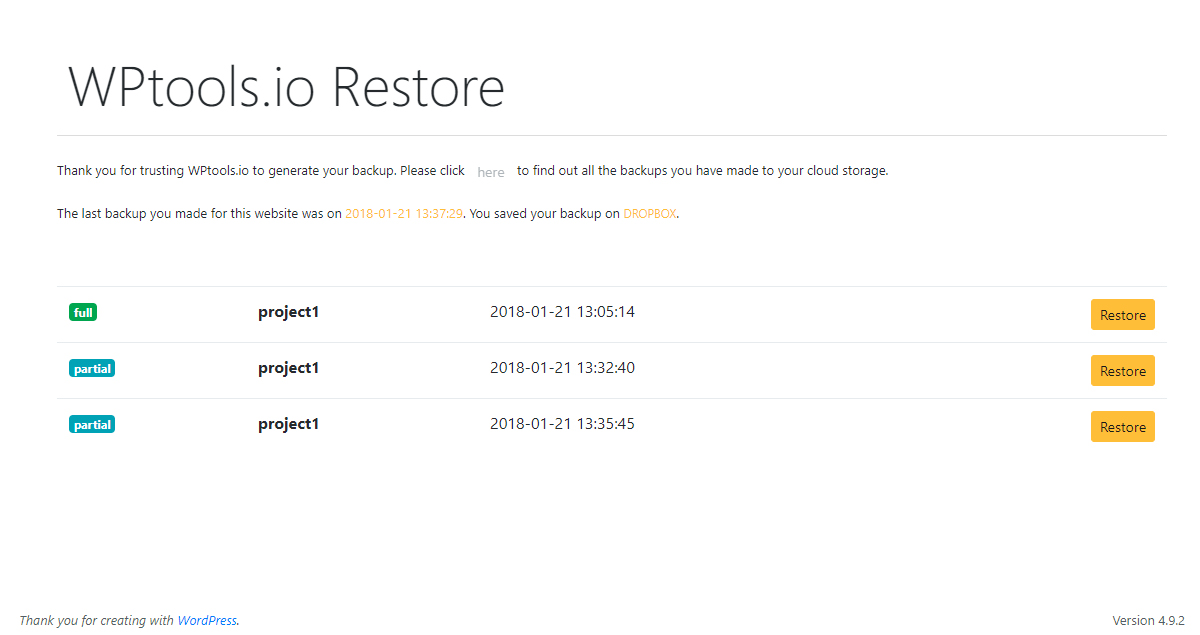 WPtools.io Restore
Thank you for trusting WPtools.io to generate your backup. Please click here to find out all the backups you have made to your cloud storage.
The last backup you made for this website was on 2018-01-21 13:37:29. You saved your backup on DROPBOX.
full project1 2018-01-21 13:05:14 Restore
partial project1 2018-01-21 13:32:40 Restore
partial project1 2018-01-21 13:35:45 Restore
Thank you for creating with WordPress. Version 4.9.2